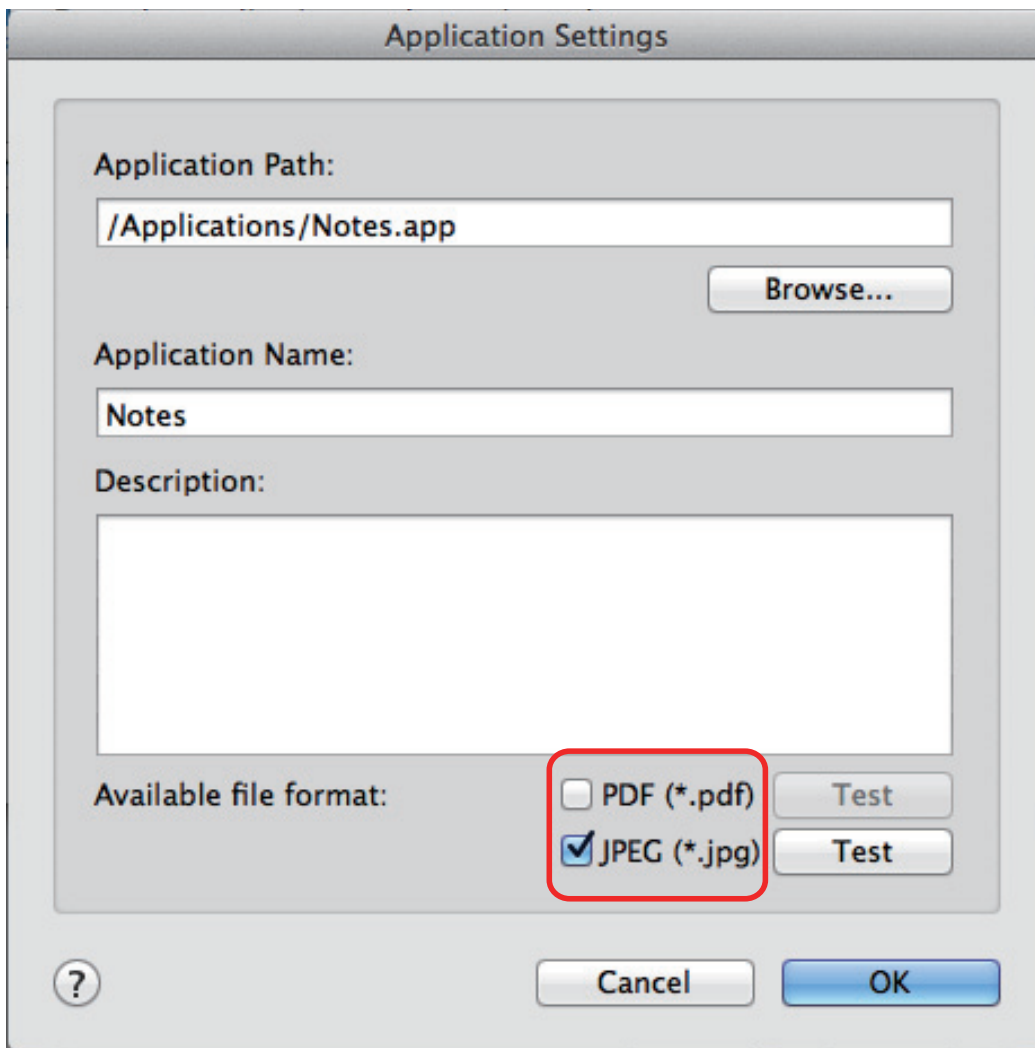 Application Settings
Application Path:
/Applications/Notes.app
Browse...
Application Name:
Notes
Description:
Available file format:
PDF (*.pdf) Test
JPEG (*.jpg) Test
? Cancel OK